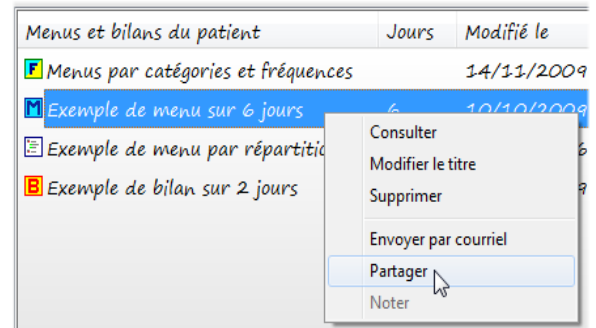 Menus et bilans du patient Jours Modifié le
F Menus par catégories et fréquences 14/11/2009
M Exemple de menu sur 6 jours 6 10/10/2009
Exemple de menu par répartitio 6
B Exemple de bilan sur 2 jours 9
Consulter
Modifier le titre
Supprimer
Envoyer par courriel
Partager
Noter